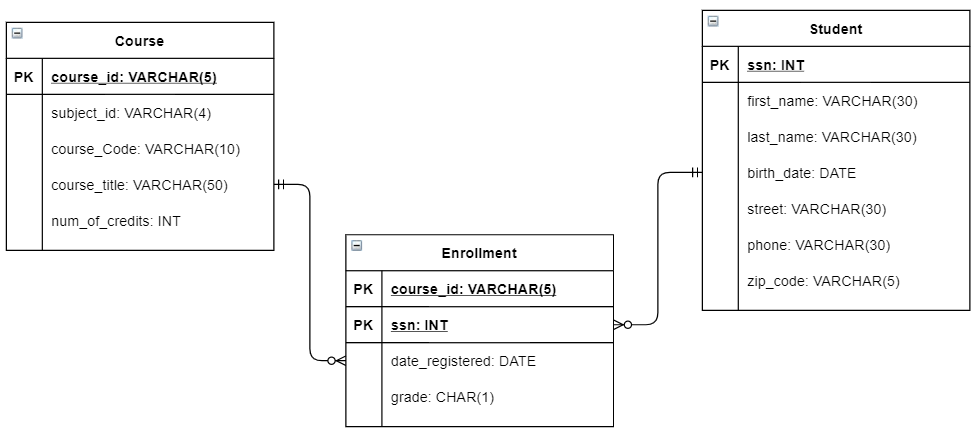 Course
PK course_id: VARCHAR(5)
subject_id: VARCHAR(4)
course_Code: VARCHAR(10)
course_title: VARCHAR(50)
num_of_credits: INT
Student
PK ssn: INT
first_name: VARCHAR(30)
last_name: VARCHAR(30)
birth_date: DATE
street: VARCHAR(30)
phone: VARCHAR(30)
zip_code: VARCHAR(5)
Enrollment
PK course_id: VARCHAR(5)
PK ssn: INT
date_registered: DATE
grade: CHAR(1)